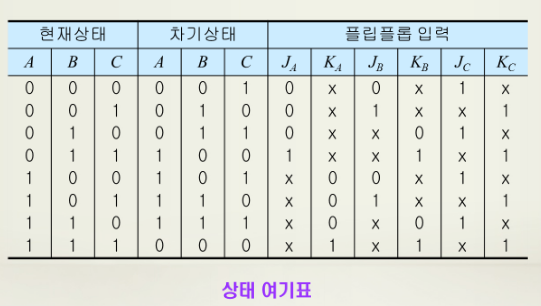 현재상태 차기상태 플립플롭 입력
A B C A B C J_A K_A J_B K_B J_C K_C
0 0 0 0 0 1 0 x 0 x 1 x
0 0 1 0 1 0 0 x 1 x x 1
0 1 0 0 1 1 0 x x 0 1 x
0 1 1 1 0 0 1 x x 1 x 1
1 0 0 1 0 1 x 0 0 x 1 x
1 0 1 1 1 0 x 0 1 x x 1
1 1 0 1 1 1 x 0 x 0 1 x
1 1 1 0 0 0 x 1 x 1 x 1
상태 여기표